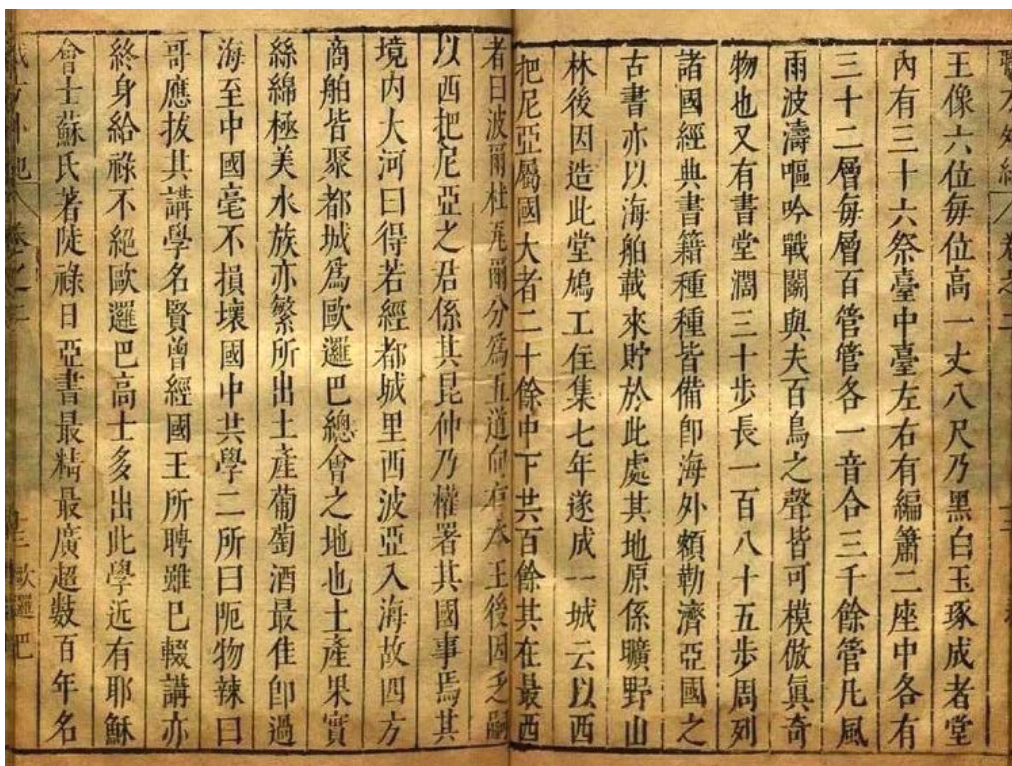 職方外紀 卷之二
王像六位每位高一丈八尺乃黑白玉琢成者堂
內有三十六祭臺中臺左右有編簫二座中各有
三十二層每層百管管各一音合三千餘管凡風
雨波濤嘔吟戰鬬與夫百鳥之聲皆可模倣真奇
物也又有書堂濶三十步長一百八十五步周列
諸國經典書籍種種皆備卽海外額勒濟亞國之
古書亦以海舶載來貯於此處其地原係曠野山
林後因造此堂鳩工住集七年遂成一城云以西
把尼亞屬國大者二十餘中下共百餘其在最西
者曰波爾杜瓦爾分為五道向有本王後因乏嗣
以西把尼亞之君係其昆仲乃權署其國事焉其
境內大河曰得若經都城里西波亞入海故四方
商舶皆聚都城為歐邏巴總會之地也土產果實
絲綿極美水族亦繁所出土產葡萄酒最佳卽過
海至中國毫不損壞國中共學二所曰阨物辣曰
哥應拔其講學名賢曾經國王所聘雖已輟講亦
終身給祿不絕歐邏巴高士多出此學近有耶穌
會士蘇氏著陡祿日亞書最精最廣超數百年名
職方外紀 卷之二